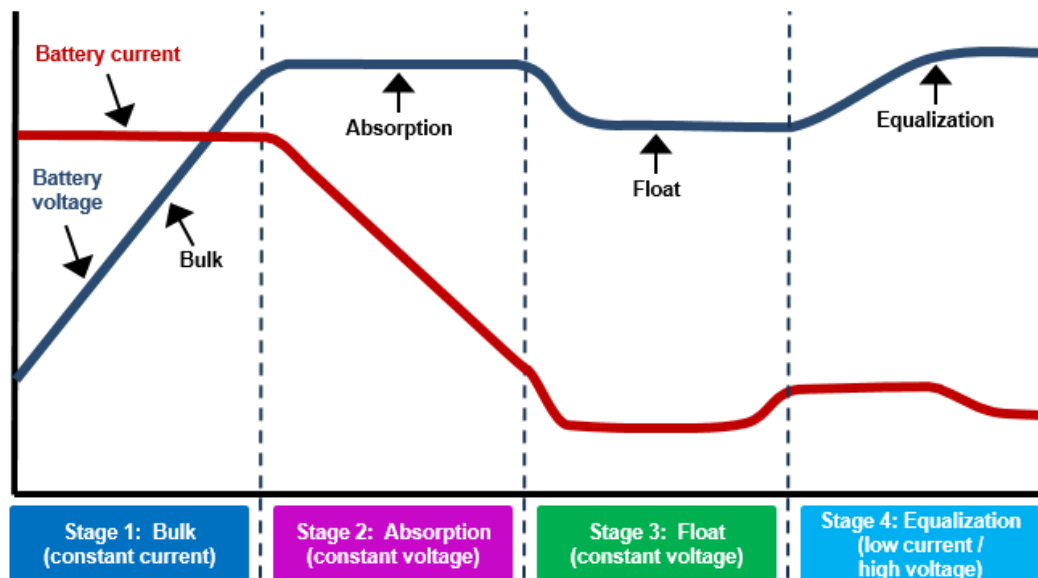 Battery current
Absorption
Equalization
Battery
voltage
Float
Bulk
Stage 1:  Bulk
(constant current)
Stage 2:  Absorption
(constant voltage)
Stage 3:  Float
(constant voltage)
Stage 4: Equalization
(low current /
high voltage)